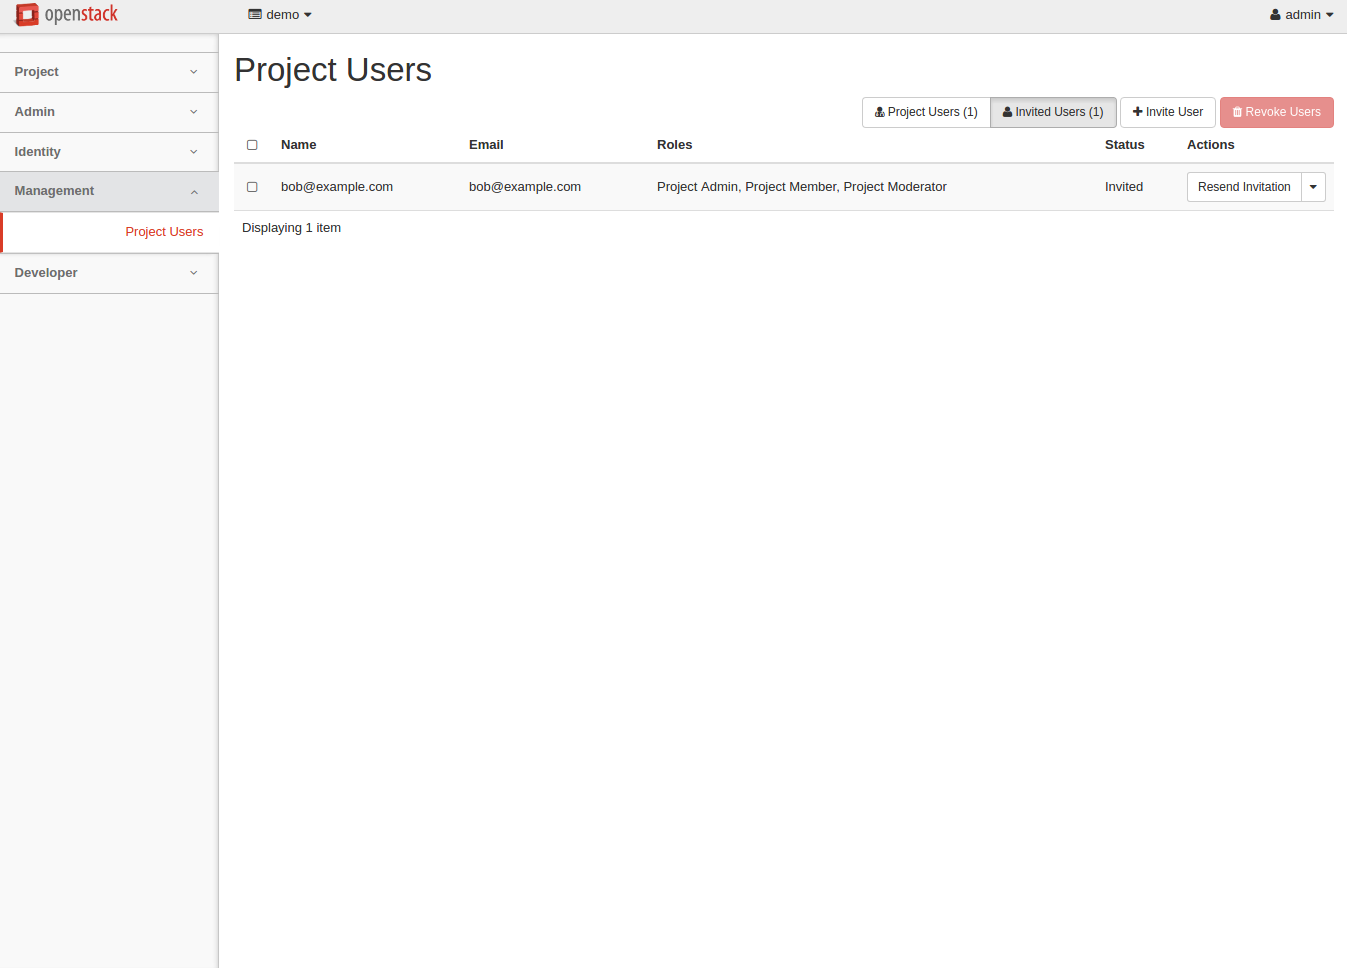 openstack demo admin
Project
Project Users
Admin
Project Users (1) Invited Users (1) Invite User Revoke Users
Identity
Name Email Roles Status Actions
Management
bob@example.com bob@example.com Project Admin, Project Member, Project Moderator Invited Resend Invitation
Project Users
Displaying 1 item
Developer